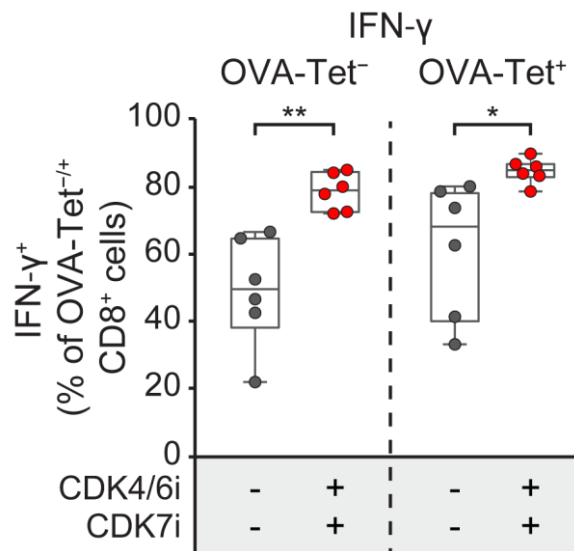 IFN-γ
OVA-Tet⁻ OVA-Tet⁺
** *
IFN-γ⁺
(% of OVA-Tet⁻/⁺
CD8⁺ cells)
100
80
60
40
20
0
CDK4/6i - + - +
CDK7i - + - +